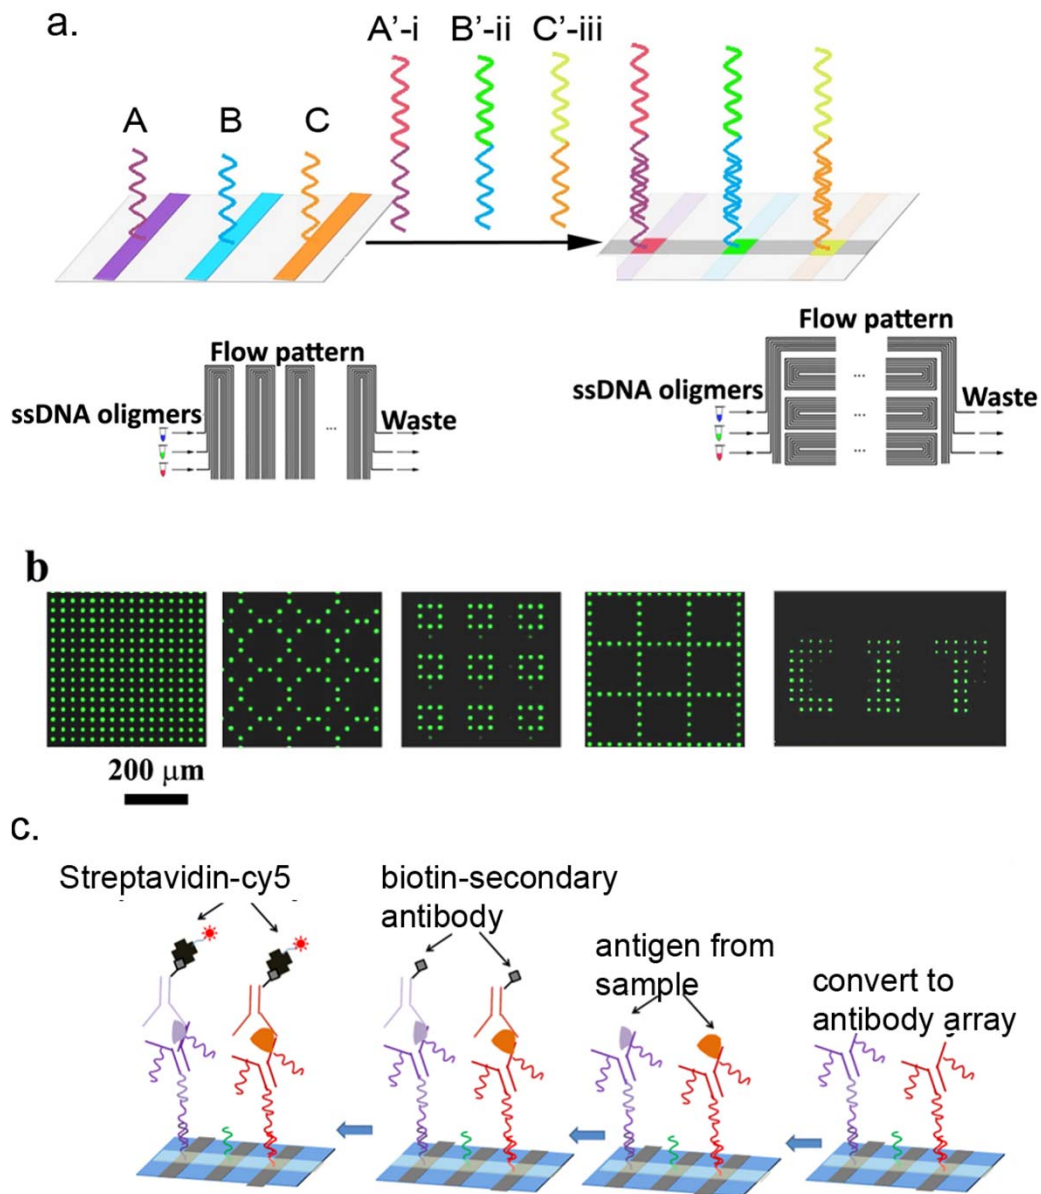 a.
A'-i B'-ii C'-iii
A B C
Flow pattern
ssDNA oligmers
Waste
...
Flow pattern
ssDNA oligmers
Waste
...
...
...
...
b
200 µm
c.
Streptavidin-cy5
biotin-secondary
antibody
antigen from
sample
convert to
antibody array